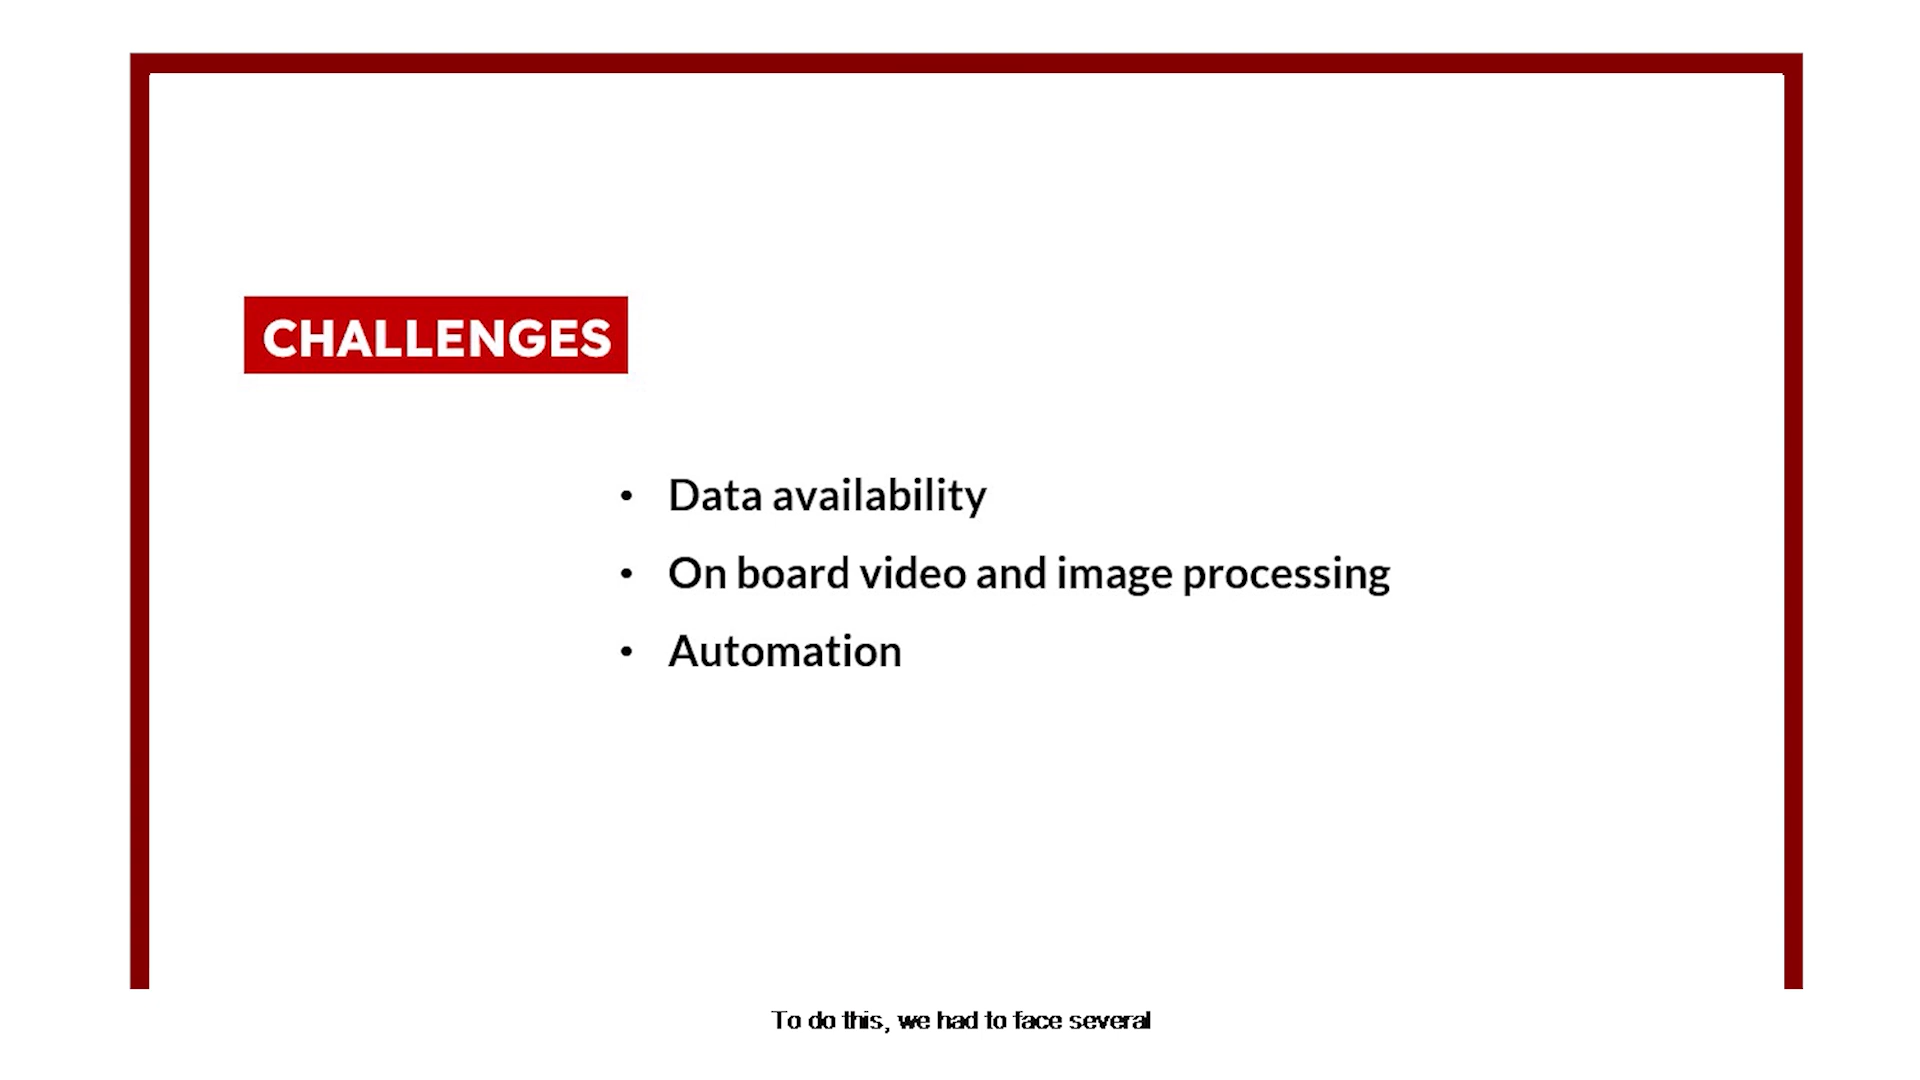 CHALLENGES
• Data availability
• On board video and image processing
• Automation
To do this, we had to face several